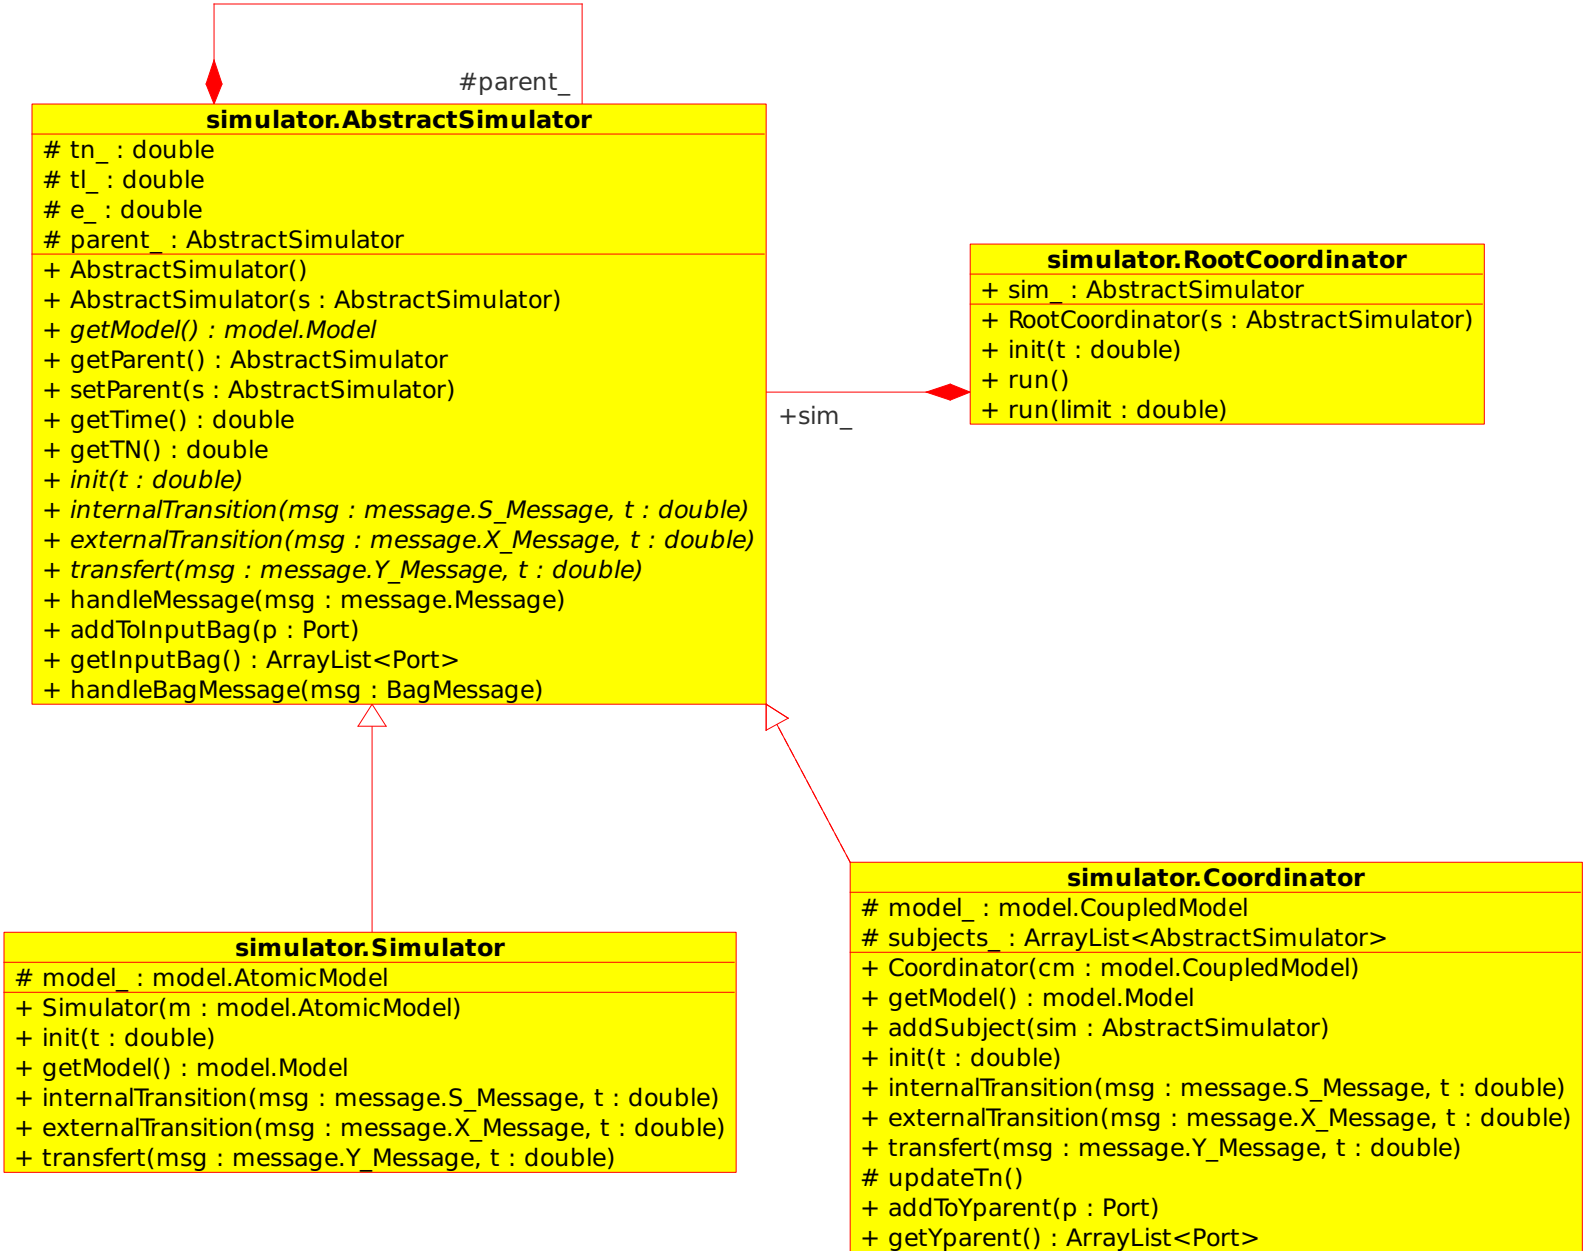 #parent_
simulator.AbstractSimulator
# tn_ : double
# tl_ : double
# e_ : double
# parent_ : AbstractSimulator
+ AbstractSimulator()
+ AbstractSimulator(s : AbstractSimulator)
+ getModel() : model.Model
+ getParent() : AbstractSimulator
+ setParent(s : AbstractSimulator)
+ getTime() : double
+ getTN() : double
+ init(t : double)
+ internalTransition(msg : message.S_Message, t : double)
+ externalTransition(msg : message.X_Message, t : double)
+ transfert(msg : message.Y_Message, t : double)
+ handleMessage(msg : message.Message)
+ addToInputBag(p : Port)
+ getInputBag() : ArrayList<Port>
+ handleBagMessage(msg : BagMessage)
+sim_
simulator.RootCoordinator
+ sim_ : AbstractSimulator
+ RootCoordinator(s : AbstractSimulator)
+ init(t : double)
+ run()
+ run(limit : double)
simulator.Simulator
# model_ : model.AtomicModel
+ Simulator(m : model.AtomicModel)
+ init(t : double)
+ getModel() : model.Model
+ internalTransition(msg : message.S_Message, t : double)
+ externalTransition(msg : message.X_Message, t : double)
+ transfert(msg : message.Y_Message, t : double)
simulator.Coordinator
# model_ : model.CoupledModel
# subjects_ : ArrayList<AbstractSimulator>
+ Coordinator(cm : model.CoupledModel)
+ getModel() : model.Model
+ addSubject(sim : AbstractSimulator)
+ init(t : double)
+ internalTransition(msg : message.S_Message, t : double)
+ externalTransition(msg : message.X_Message, t : double)
+ transfert(msg : message.Y_Message, t : double)
# updateTn()
+ addToYparent(p : Port)
+ getYparent() : ArrayList<Port>